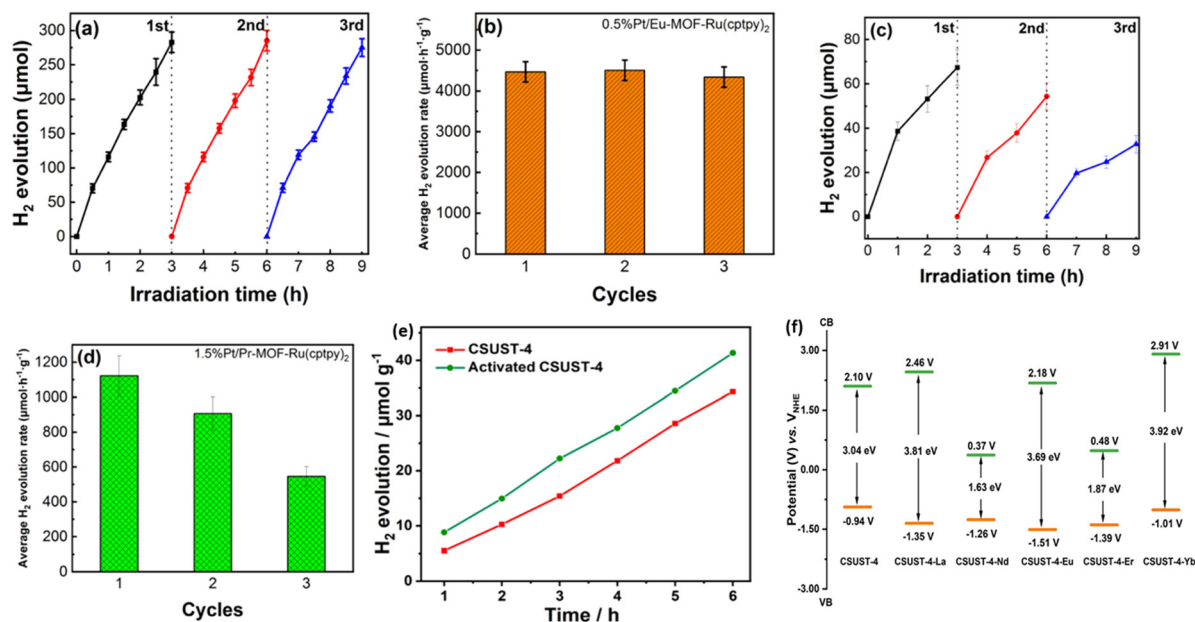 (a)
1st
2nd
3rd
300
250
200
150
100
50
0
H2 evolution (μmol)
0 1 2 3 4 5 6 7 8 9
Irradiation time (h)
(b)
0.5%Pt/Eu-MOF-Ru(cptpy)2
5000
4000
3000
2000
1000
0
Average H2 evolution rate (μmol·h-1·g-1)
1 2 3
Cycles
(c)
1st
2nd
3rd
80
60
40
20
0
H2 evolution (μmol)
0 1 2 3 4 5 6 7 8 9
Irradiation time (h)
(d)
1.5%Pt/Pr-MOF-Ru(cptpy)2
1200
1000
800
600
400
200
0
Average H2 evolution rate (μmol·h-1·g-1)
1 2 3
Cycles
(e)
CSUST-4
Activated CSUST-4
40
30
20
10
0
H2 evolution / μmol g-1
1 2 3 4 5 6
Time / h
(f)
CB
3.00
1.50
0.00
-1.50
-3.00
VB
Potential (V) vs. VNHE
2.10 V
2.46 V
0.37 V
2.18 V
0.48 V
2.91 V
3.04 eV
3.81 eV
1.63 eV
3.69 eV
1.87 eV
3.92 eV
-0.94 V
-1.35 V
-1.26 V
-1.51 V
-1.39 V
-1.01 V
CSUST-4 CSUST-4-La CSUST-4-Nd CSUST-4-Eu CSUST-4-Er CSUST-4-Yb